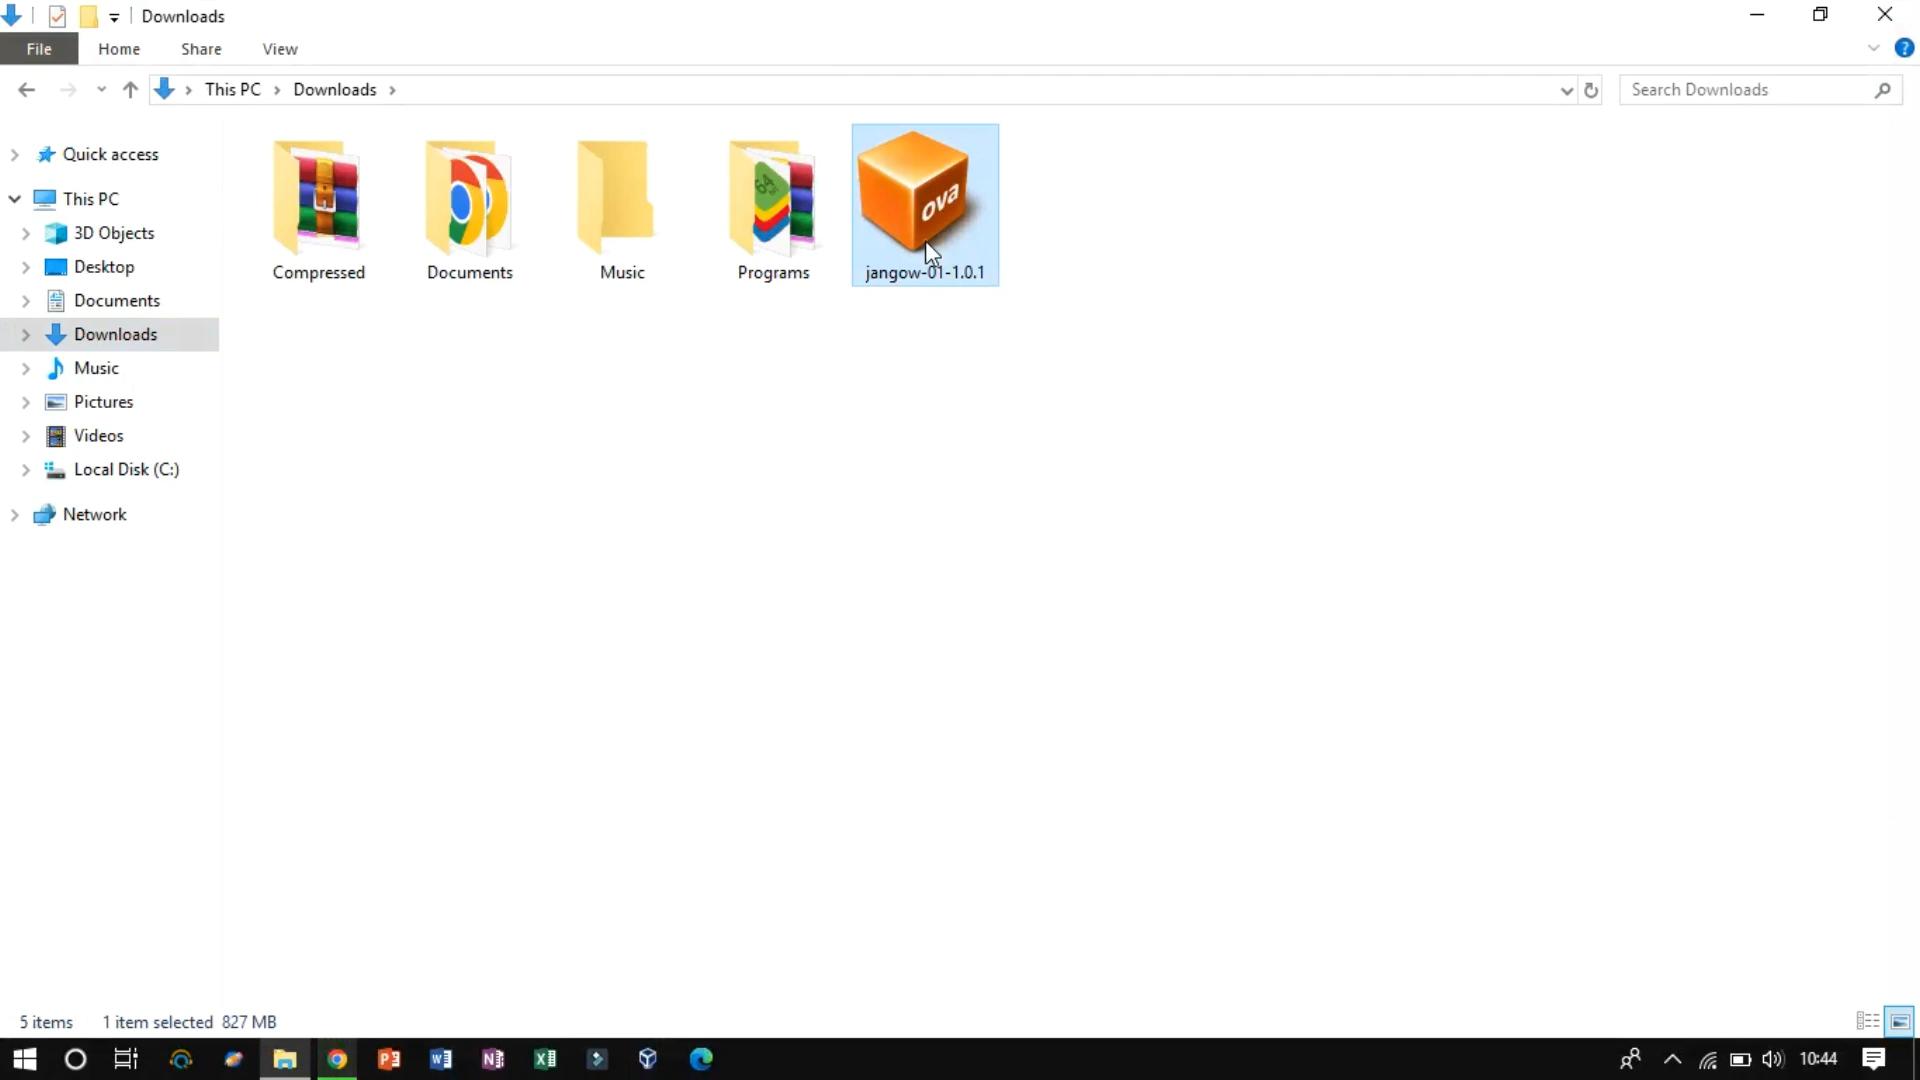 Downloads
File Home Share View
This PC Downloads
Search Downloads
Quick access
This PC
3D Objects
Desktop
Documents
Downloads
Music
Pictures
Videos
Local Disk (C:)
Network
Compressed
Documents
Music
64
Programs
ova
jangow-01-1.0.1
5 items 1 item selected 827 MB
10:44